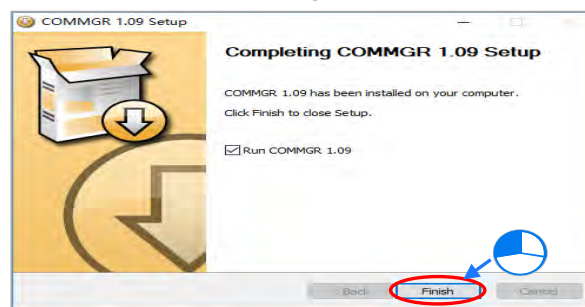 COMMGR 1.09 Setup
Completing COMMGR 1.09 Setup
COMMGR 1.09 has been installed on your computer.
Click Finish to close Setup.
Run COMMGR 1.09
Back Finish Cancel